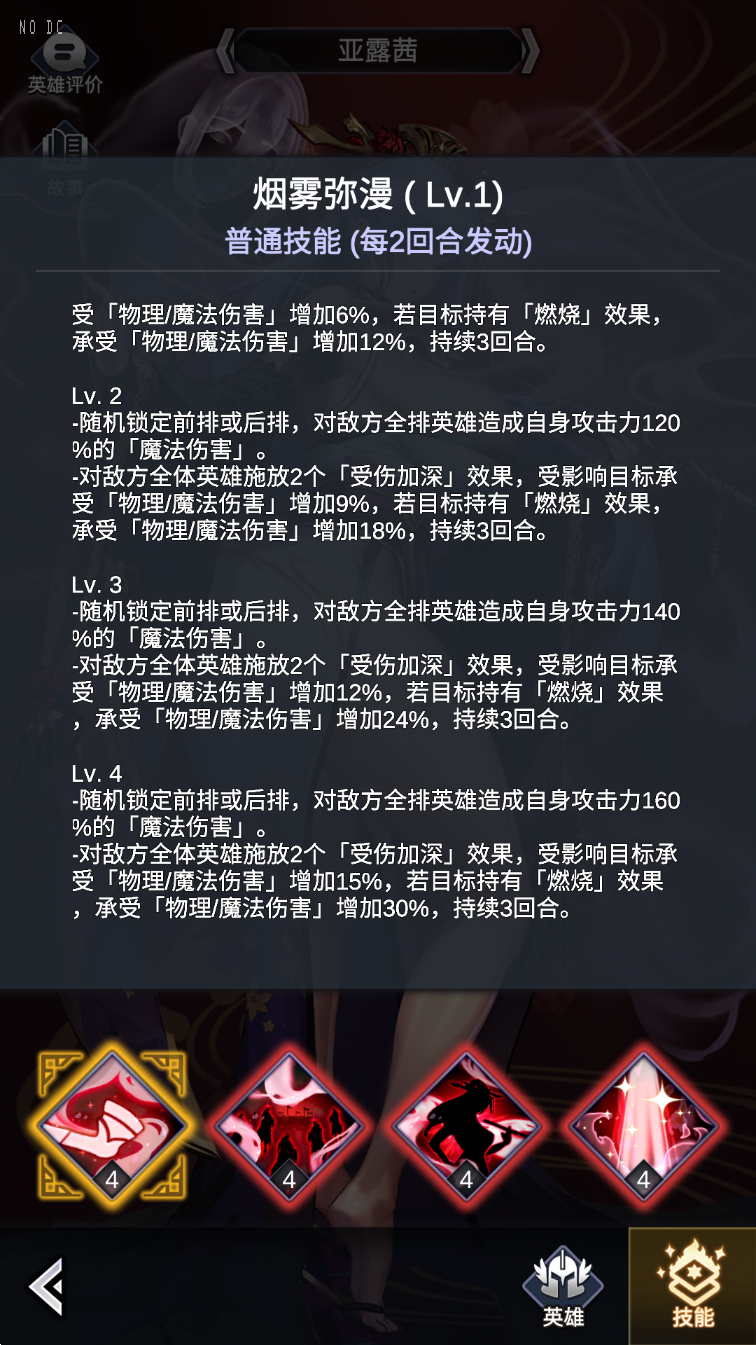 NO DC
亚露茜
英雄评价
故事
烟雾弥漫 ( Lv.1)
普通技能 (每2回合发动)
受「物理/魔法伤害」增加6%，若目标持有「燃烧」效果，
承受「物理/魔法伤害」增加12%，持续3回合。
Lv. 2
-随机锁定前排或后排，对敌方全排英雄造成自身攻击力120
%的「魔法伤害」。
-对敌方全体英雄施放2个「受伤加深」效果，受影响目标承
受「物理/魔法伤害」增加9%，若目标持有「燃烧」效果，
承受「物理/魔法伤害」增加18%，持续3回合。
Lv. 3
-随机锁定前排或后排，对敌方全排英雄造成自身攻击力140
%的「魔法伤害」。
-对敌方全体英雄施放2个「受伤加深」效果，受影响目标承
受「物理/魔法伤害」增加12%，若目标持有「燃烧」效果
，承受「物理/魔法伤害」增加24%，持续3回合。
Lv. 4
-随机锁定前排或后排，对敌方全排英雄造成自身攻击力160
%的「魔法伤害」。
-对敌方全体英雄施放2个「受伤加深」效果，受影响目标承
受「物理/魔法伤害」增加15%，若目标持有「燃烧」效果
，承受「物理/魔法伤害」增加30%，持续3回合。
4 4 4 4
英雄 技能